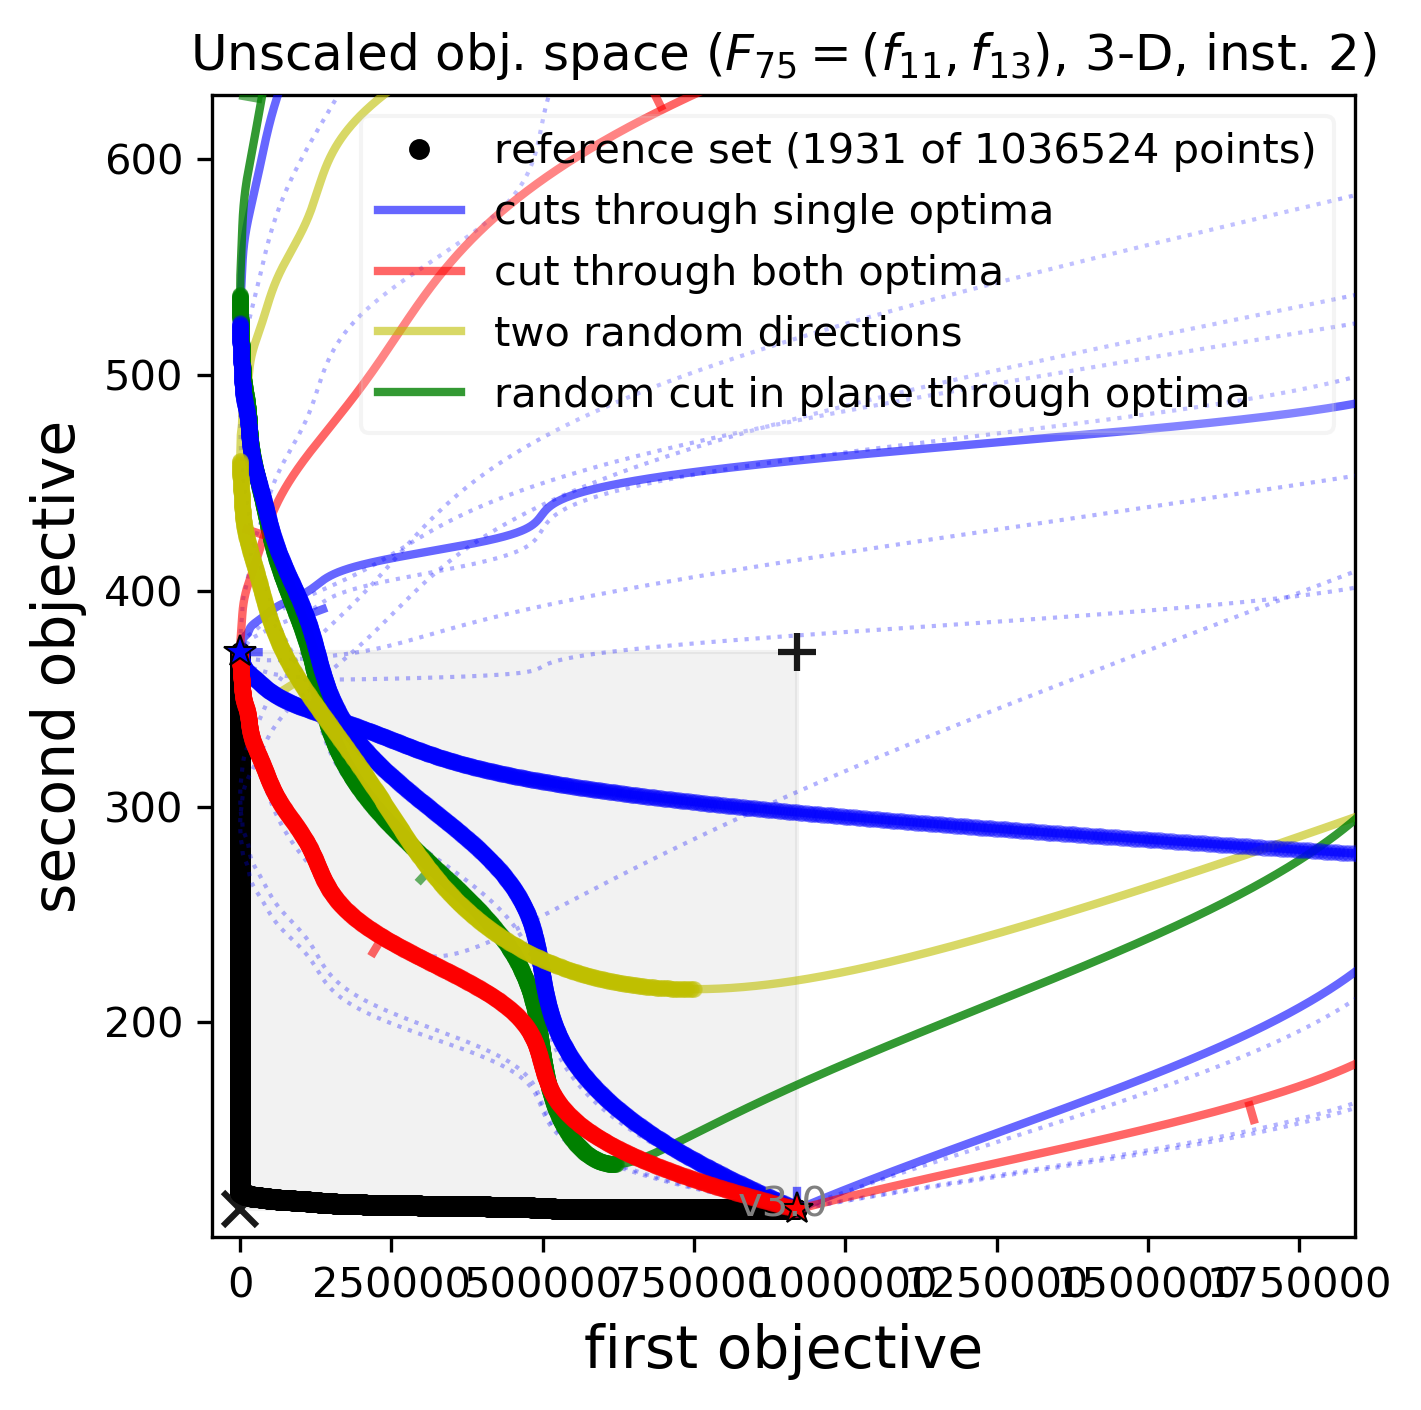 Unscaled obj. space (F75 = (f11, f13), 3-D, inst. 2)
reference set (1931 of 1036524 points)
cuts through single optima
cut through both optima
two random directions
random cut in plane through optima
second objective
600
500
400
300
200
v3.0
0 250000 500000 750000 1000000 1250000 1500000 1750000
first objective